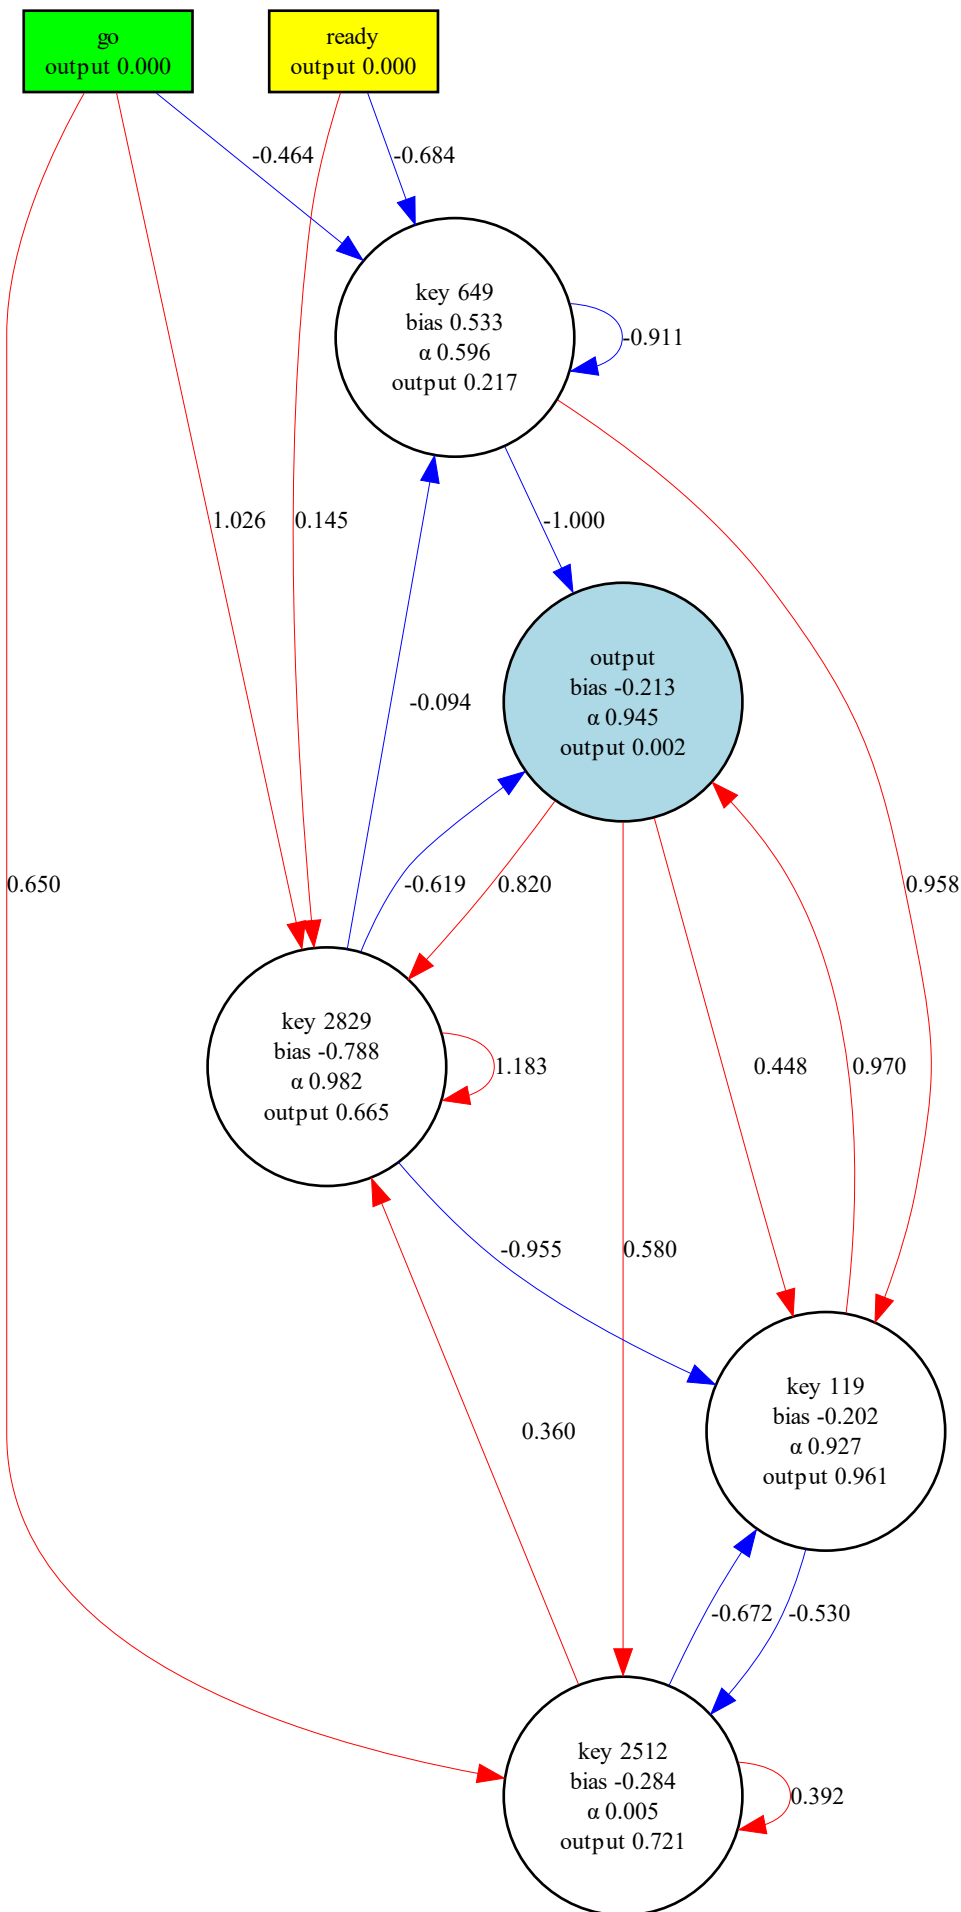 go
output 0.000
ready
output 0.000
-0.464
-0.684
key 649
bias 0.533
α 0.596
output 0.217
-0.911
1.026
0.145
-1.000
output
bias -0.213
α 0.945
output 0.002
-0.094
0.650
-0.619
0.820
0.958
key 2829
bias -0.788
α 0.982
output 0.665
1.183
0.448
0.970
-0.955
0.580
key 119
bias -0.202
α 0.927
output 0.961
0.360
-0.672
-0.530
key 2512
bias -0.284
α 0.005
output 0.721
0.392